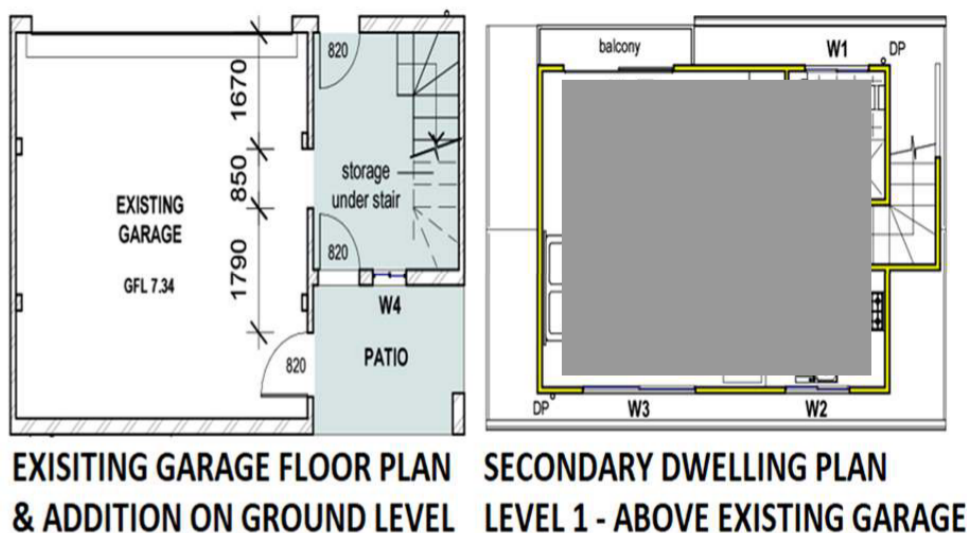 820
1670
850
1790
storage
under stair
EXISTING
GARAGE
GFL 7.34
820
W4
PATIO
820
EXISITING GARAGE FLOOR PLAN
& ADDITION ON GROUND LEVEL
balcony
W1
DP
DP
W3
W2
SECONDARY DWELLING PLAN
LEVEL 1 - ABOVE EXISTING GARAGE